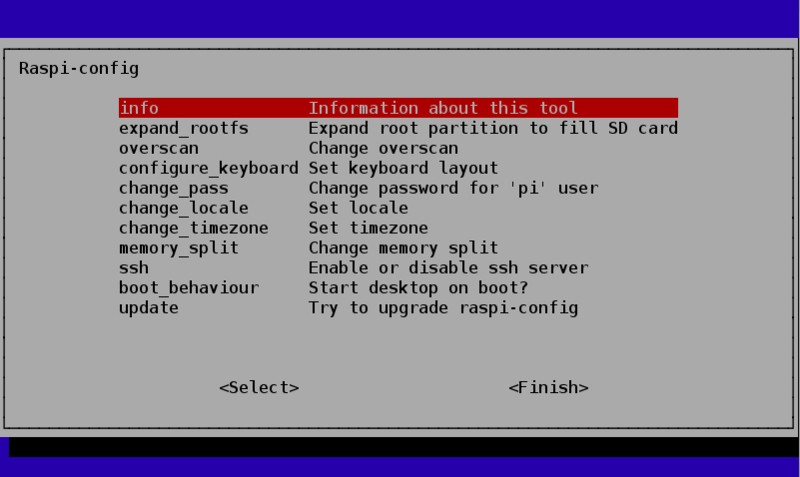 Raspi-config
info Information about this tool
expand_rootfs Expand root partition to fill SD card
overscan Change overscan
configure_keyboard Set keyboard layout
change_pass Change password for 'pi' user
change_locale Set locale
change_timezone Set timezone
memory_split Change memory split
ssh Enable or disable ssh server
boot_behaviour Start desktop on boot?
update Try to upgrade raspi-config
<Select> <Finish>